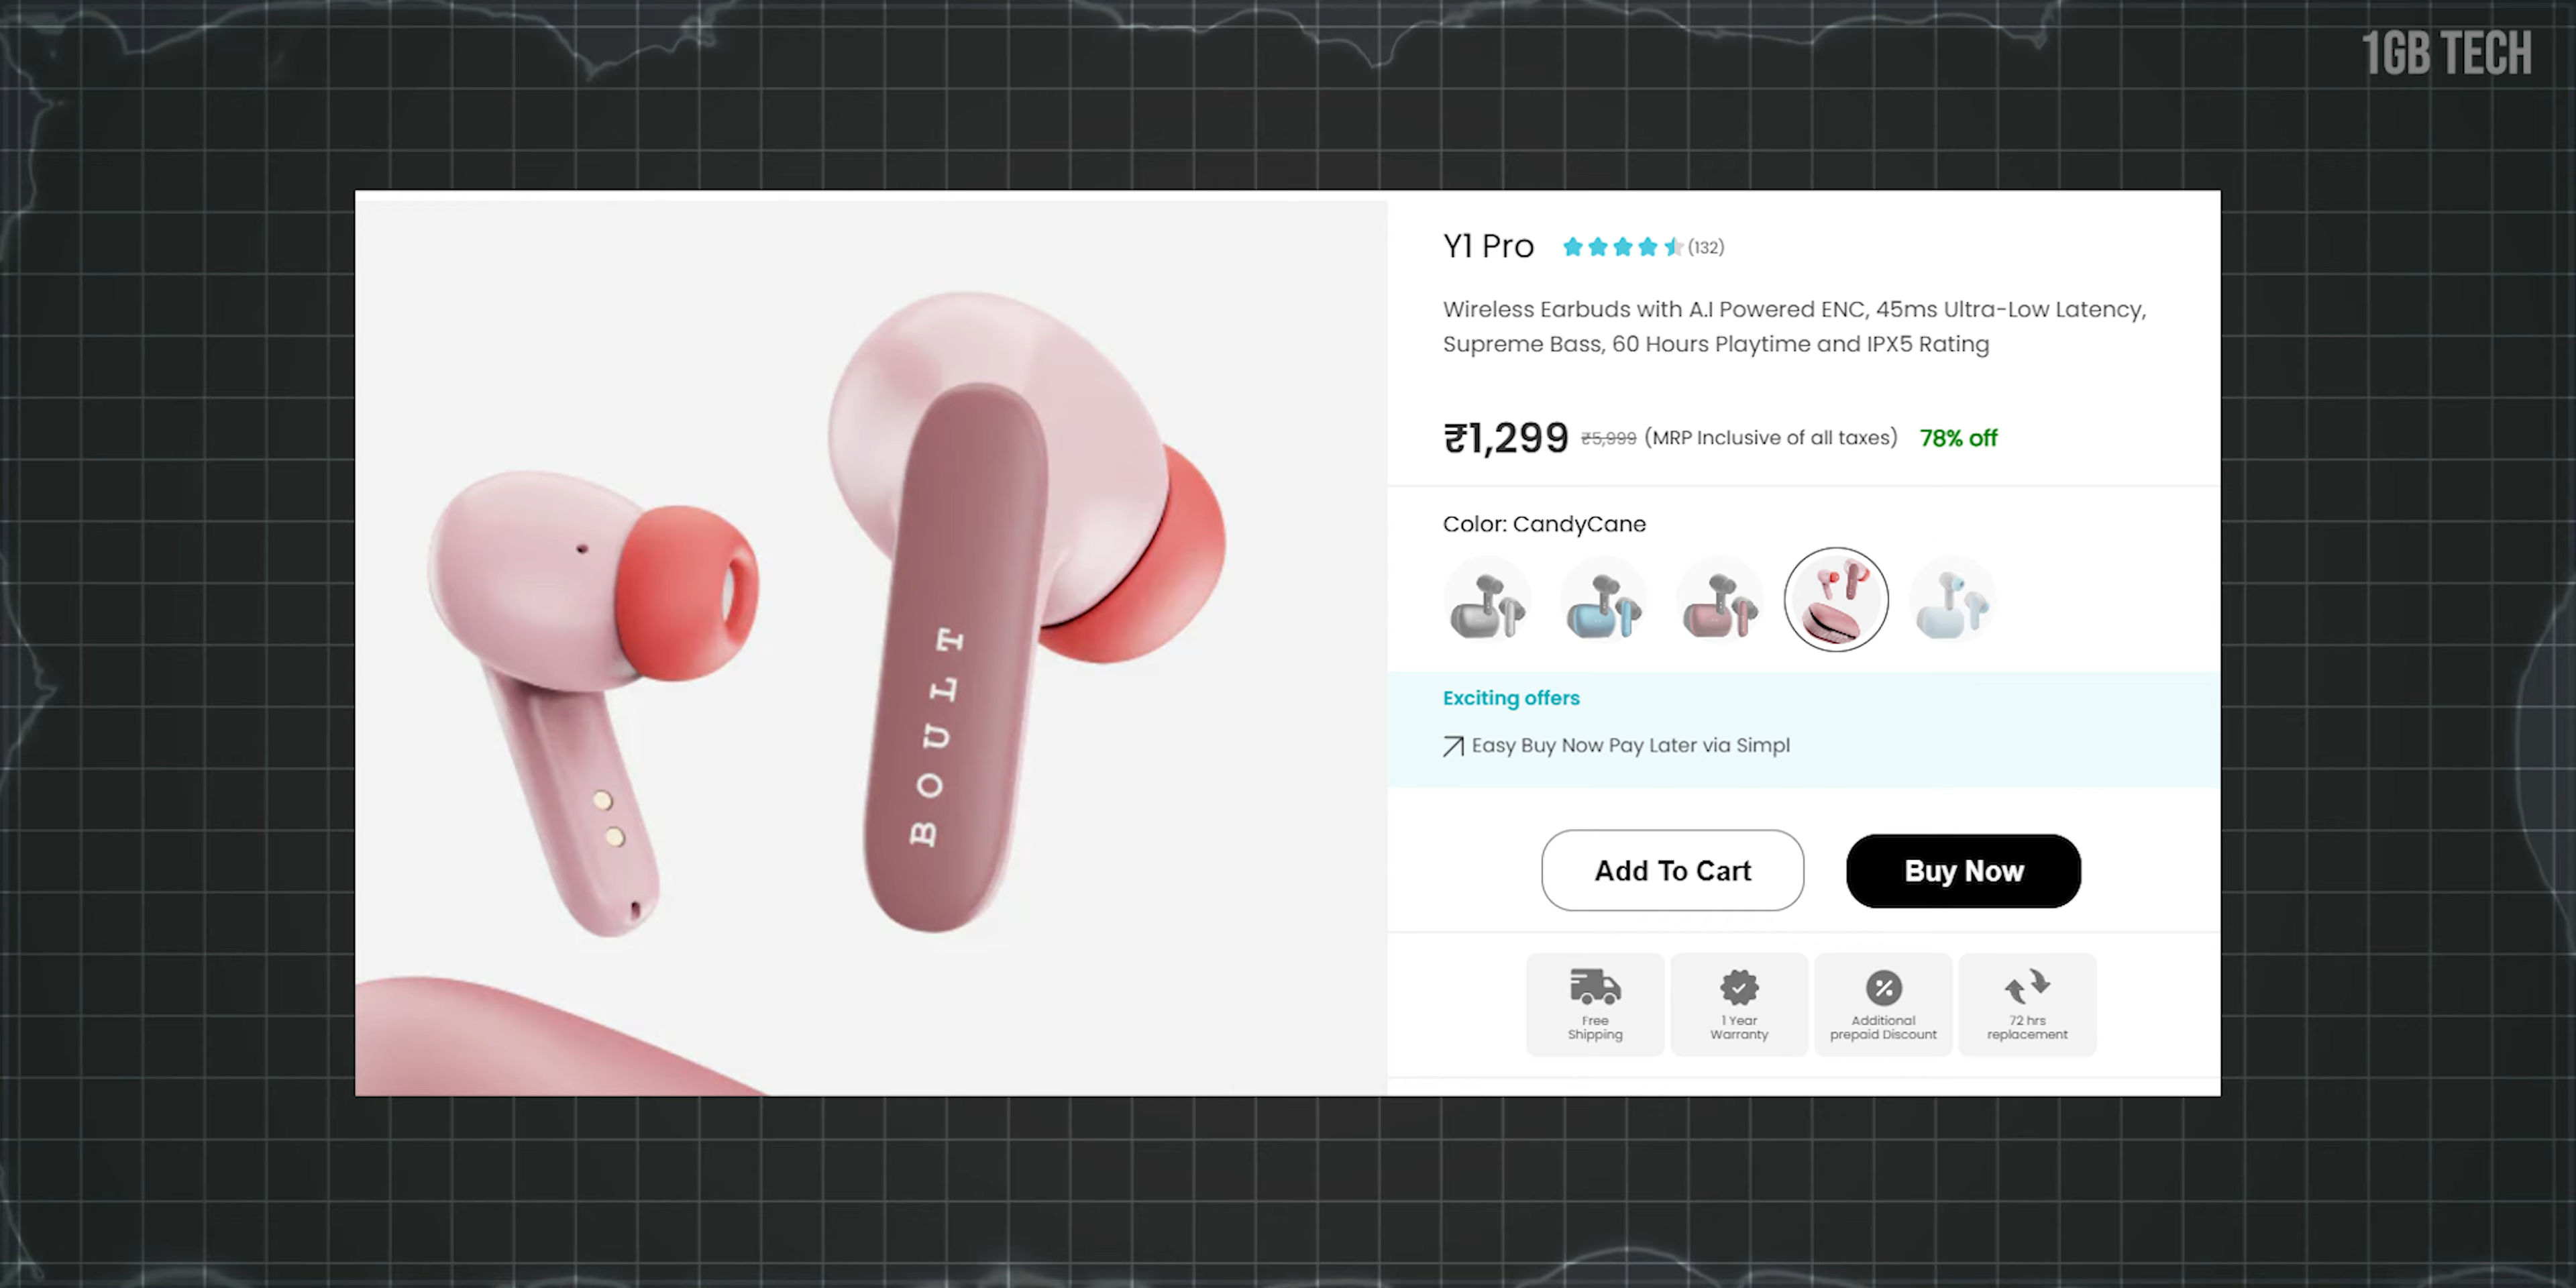 1GB TECH
BOULT
Y1 Pro (132)
Wireless Earbuds with A.I Powered ENC, 45ms Ultra-Low Latency,
Supreme Bass, 60 Hours Playtime and IPX5 Rating
₹1,299 ₹5,999 (MRP Inclusive of all taxes) 78% off
Color: CandyCane
Exciting offers
Easy Buy Now Pay Later via Simpl
Add To Cart
Buy Now
Free
Shipping
1 Year
Warranty
Additional
prepaid Discount
72 hrs
replacement